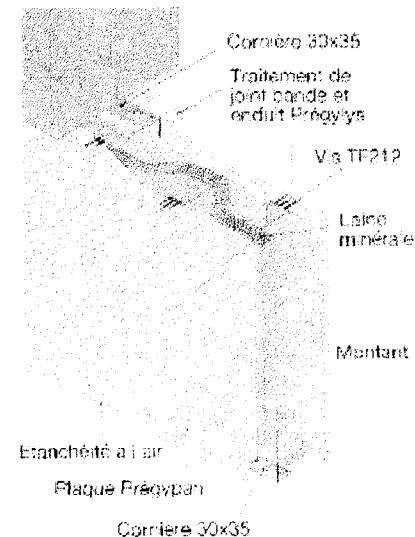 Cornière 30x35
Traitement de
joint bande et
enduit Prégylys
Vis TF212
Laine
minérale
Montant
Etanchéité à l'air
Plaque Prégypan
Cornière 30x35